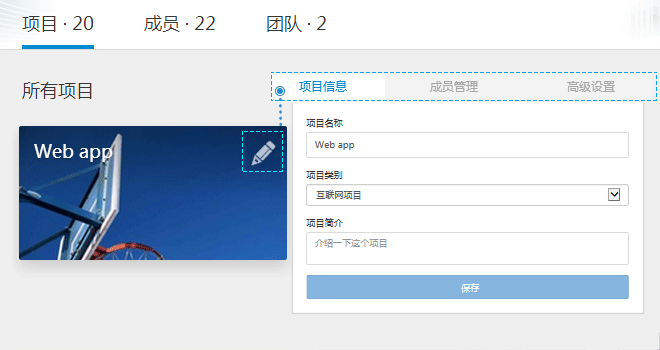 项目 · 20 成员 · 22 团队 · 2
所有项目
Web app
项目信息 成员管理 高级设置
项目名称
Web app
项目类别
互联网项目
项目简介
介绍一下这个项目
保存